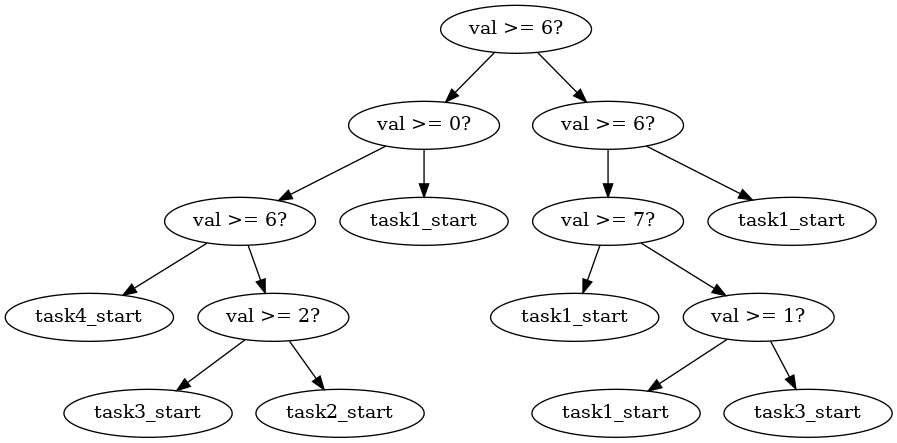 val >= 6?
val >= 0?
val >= 6?
val >= 6?
task1_start
val >= 7?
task1_start
task4_start
val >= 2?
task1_start
val >= 1?
task3_start
task2_start
task1_start
task3_start